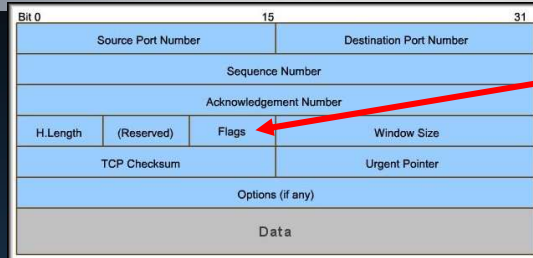 Bit 0 15 31
Source Port Number Destination Port Number
Sequence Number
Acknowledgement Number
H.Length (Reserved) Flags Window Size
TCP Checksum Urgent Pointer
Options (if any)
Data